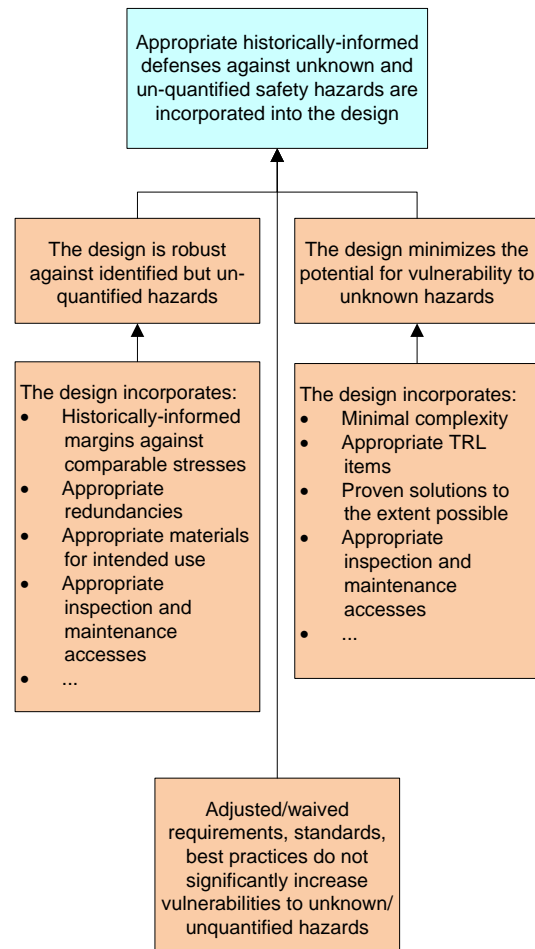 Appropriate historically-informed
defenses against unknown and
un-quantified safety hazards are
incorporated into the design
The design is robust
against identified but un-
quantified hazards
The design minimizes the
potential for vulnerability to
unknown hazards
The design incorporates:
• Historically-informed
margins against
comparable stresses
• Appropriate
redundancies
• Appropriate materials
for intended use
• Appropriate
inspection and
maintenance
accesses
• ...
The design incorporates:
• Minimal complexity
• Appropriate TRL
items
• Proven solutions to
the extent possible
• Appropriate
inspection and
maintenance
accesses
• ...
Adjusted/waived
requirements, standards,
best practices do not
significantly increase
vulnerabilities to unknown/
unquantified hazards